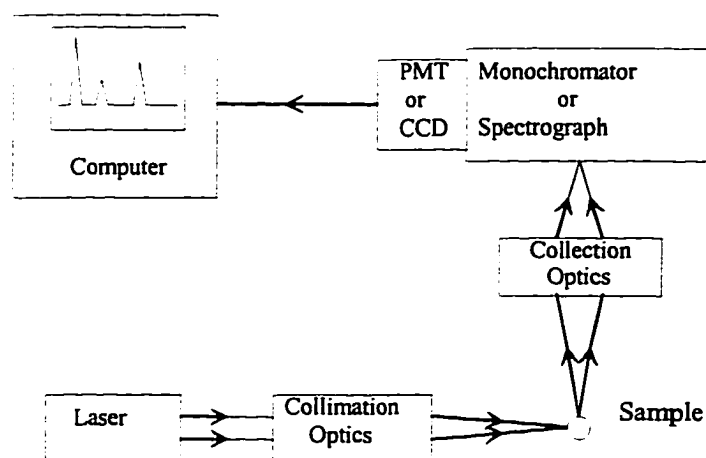 PMT
or
CCD
Monochromator
or
Spectrograph
Computer
Collection
Optics
Laser
Collimation
Optics
Sample